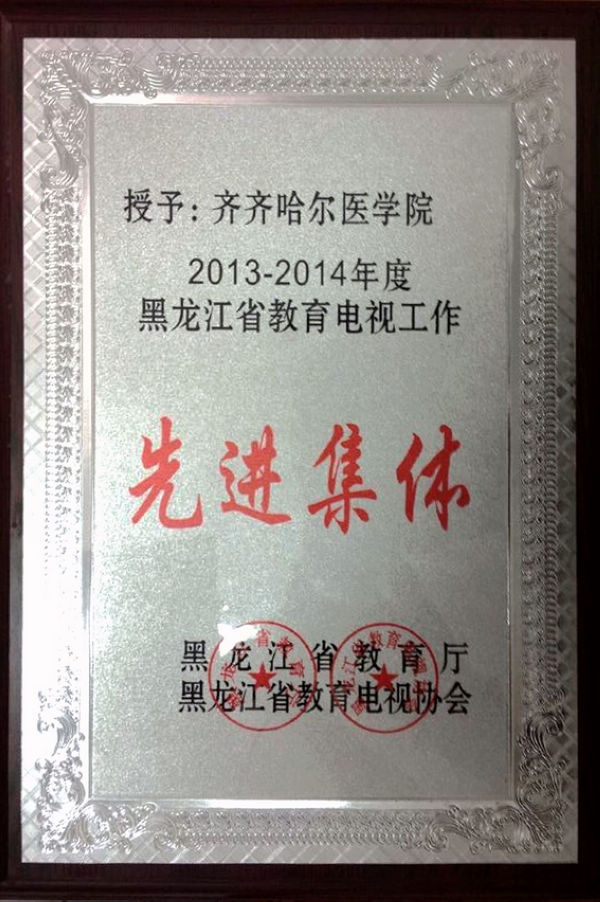 授予：齐齐哈尔医学院
2013-2014年度
黑龙江省教育电视工作
先进集体
黑龙江省教育厅
黑龙江省教育电视协会